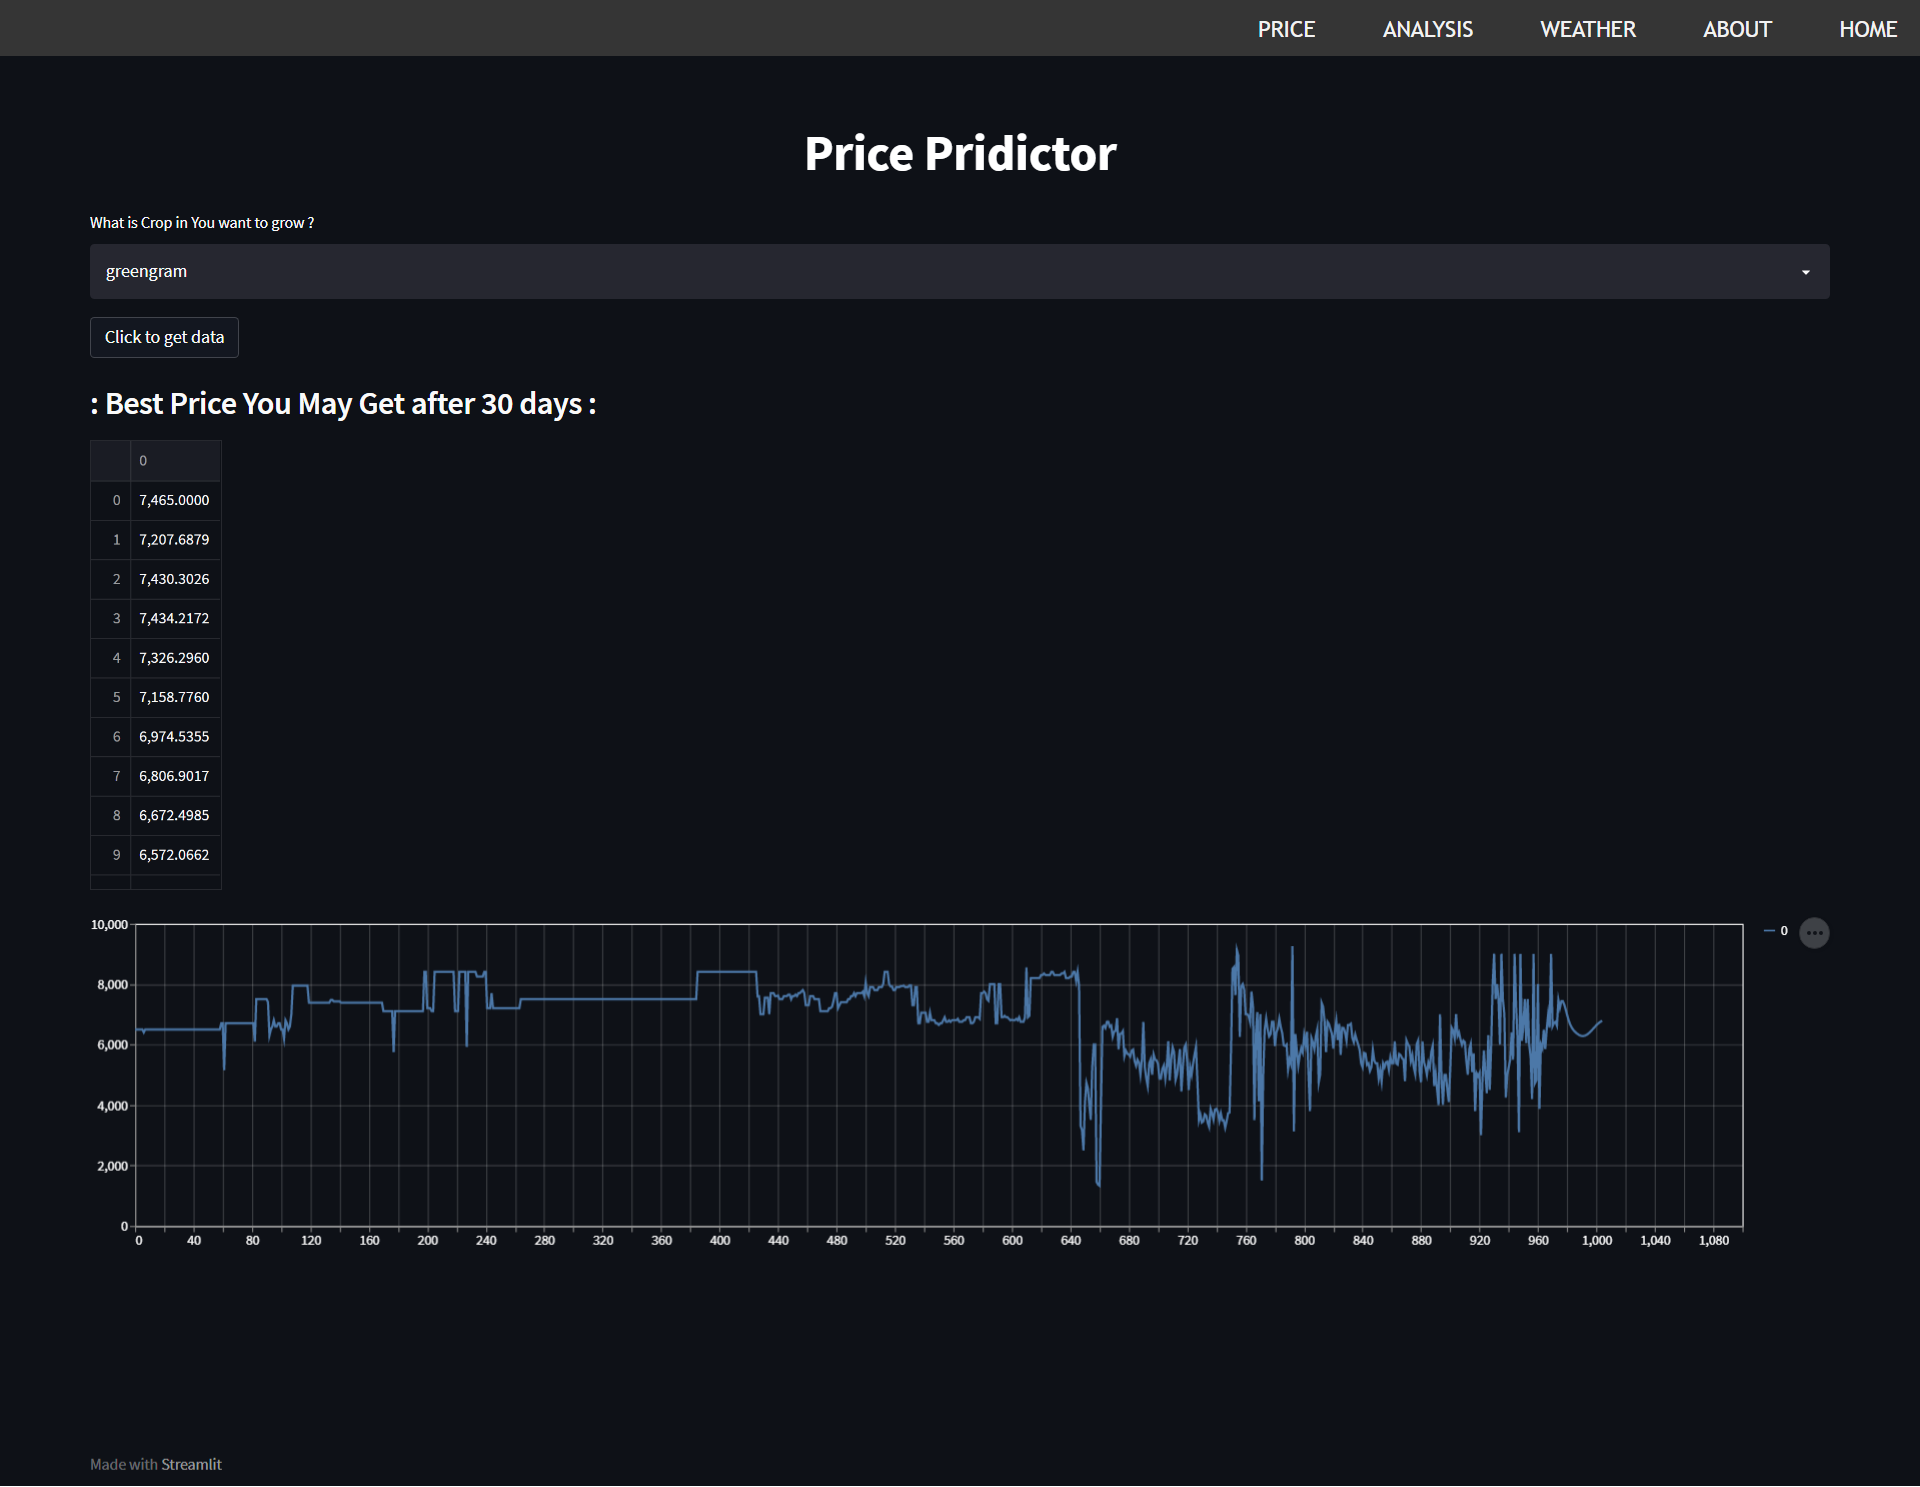 PRICE ANALYSIS WEATHER ABOUT HOME
Price Pridictor
What is Crop in You want to grow ?
greengram
Click to get data
: Best Price You May Get after 30 days :
0
0 7,465.0000
1 7,207.6879
2 7,430.3026
3 7,434.2172
4 7,326.2960
5 7,158.7760
6 6,974.5355
7 6,806.9017
8 6,672.4985
9 6,572.0662
10,000
0
8,000
6,000
4,000
2,000
0
0 40 80 120 160 200 240 280 320 360 400 440 480 520 560 600 640 680 720 760 800 840 880 920 960 1,000 1,040 1,080
Made with Streamlit